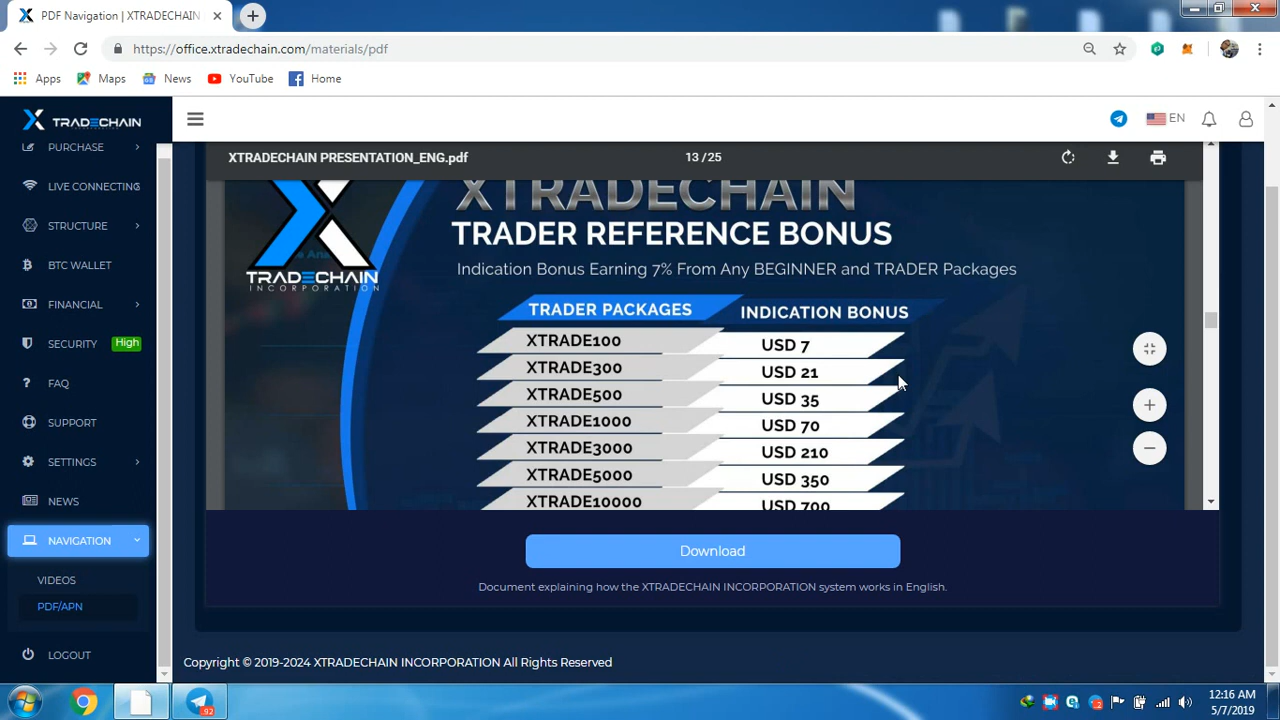 PDF Navigation | XTRADECHAIN
https://office.xtradechain.com/materials/pdf
Apps Maps News YouTube Home
TRADECHAIN
INCORPORATION
EN
PURCHASE
LIVE CONNECTING
STRUCTURE
BTC WALLET
FINANCIAL
SECURITY High
FAQ
SUPPORT
SETTINGS
NEWS
NAVIGATION
VIDEOS
PDF/APN
LOGOUT
XTRADECHAIN PRESENTATION_ENG.pdf 13 / 25
XTRADECHAIN
TRADER REFERENCE BONUS
Indication Bonus Earning 7% From Any BEGINNER and TRADER Packages
TRADECHAIN
INCORPORATION
TRADER PACKAGES INDICATION BONUS
XTRADE100 USD 7
XTRADE300 USD 21
XTRADE500 USD 35
XTRADE1000 USD 70
XTRADE3000 USD 210
XTRADE5000 USD 350
XTRADE10000 USD 700
Download
Document explaining how the XTRADECHAIN INCORPORATION system works in English.
Copyright © 2019-2024 XTRADECHAIN INCORPORATION All Rights Reserved
92
12:16 AM
5/7/2019